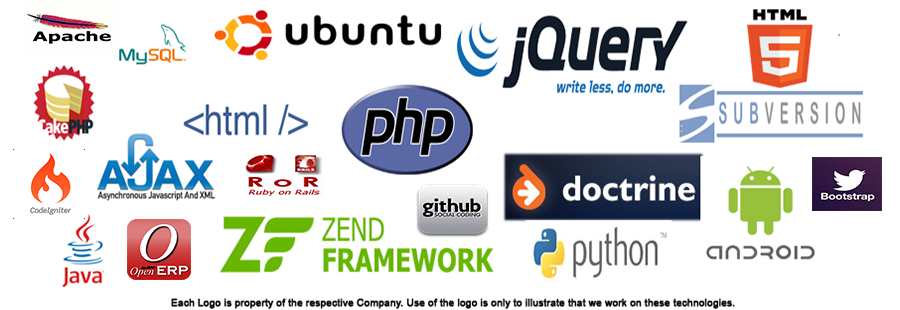 Apache
MySQL
ubuntu
jQuery
write less, do more.
HTML
5
CakePHP
<html />
php
SUBVERSION
CodeIgniter
AJAX
Asynchronous Javascript And XML
RAILS
RoR
Ruby on Rails
github
SOCIAL CODING
doctrine
ANDROID
Bootstrap
Java
Open ERP
ZF ZEND
FRAMEWORK
python™
Each Logo is property of the respective Company. Use of the logo is only to illustrate that we work on these technologies.